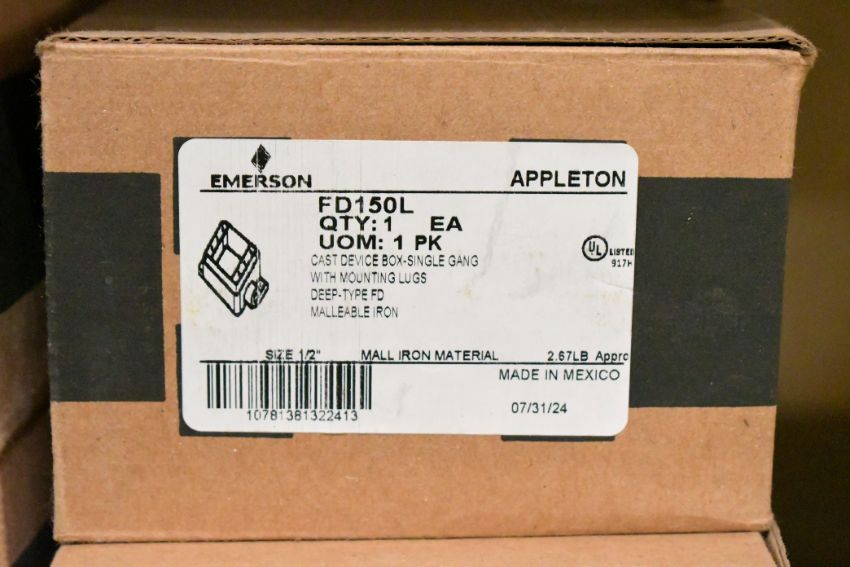 EMERSON
APPLETON
FD150L
QTY: 1 EA
UOM: 1 PK
CAST DEVICE BOX-SINGLE GANG
WITH MOUNTING LUGS
DEEP-TYPE FD
MALLEABLE IRON
UL LISTED
917H
SIZE 1/2" MALL IRON MATERIAL 2.67LB Appro
MADE IN MEXICO
10781381322413
07/31/24